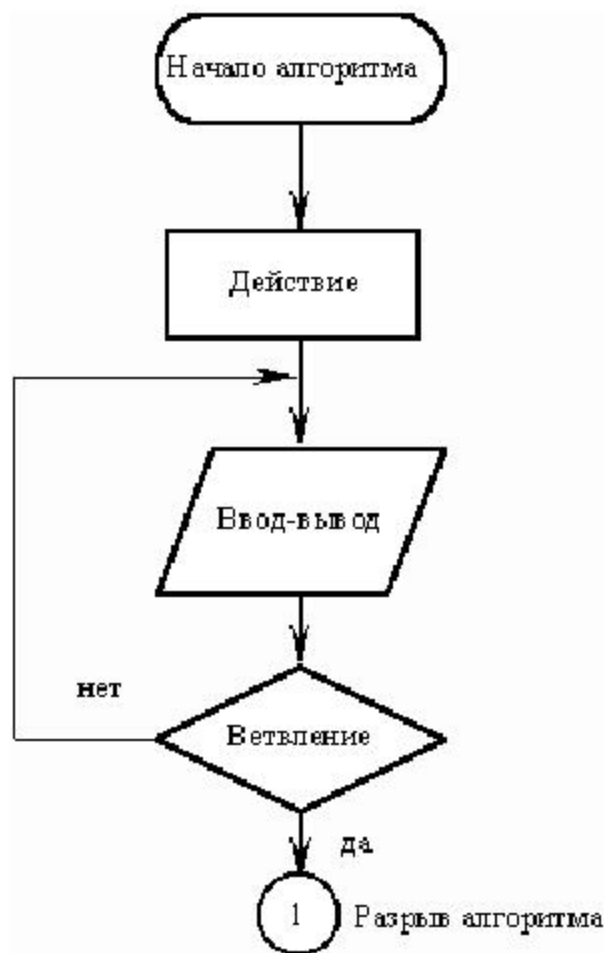 Начало алгоритма
Действие
Ввод-вывод
нет
Ветвление
да
1 Разрыв алгоритма